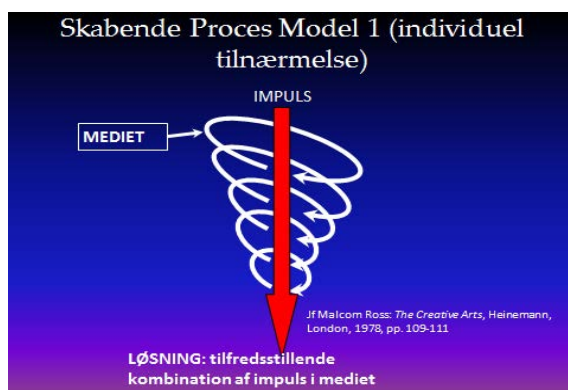 Skabende Proces Model 1 (individuel
tilnærmelse)
IMPULS
MEDIET
Jf Malcom Ross: The Creative Arts, Heinemann,
London, 1978, pp. 109-111
LØSNING: tilfredsstillende
kombination af impuls i mediet